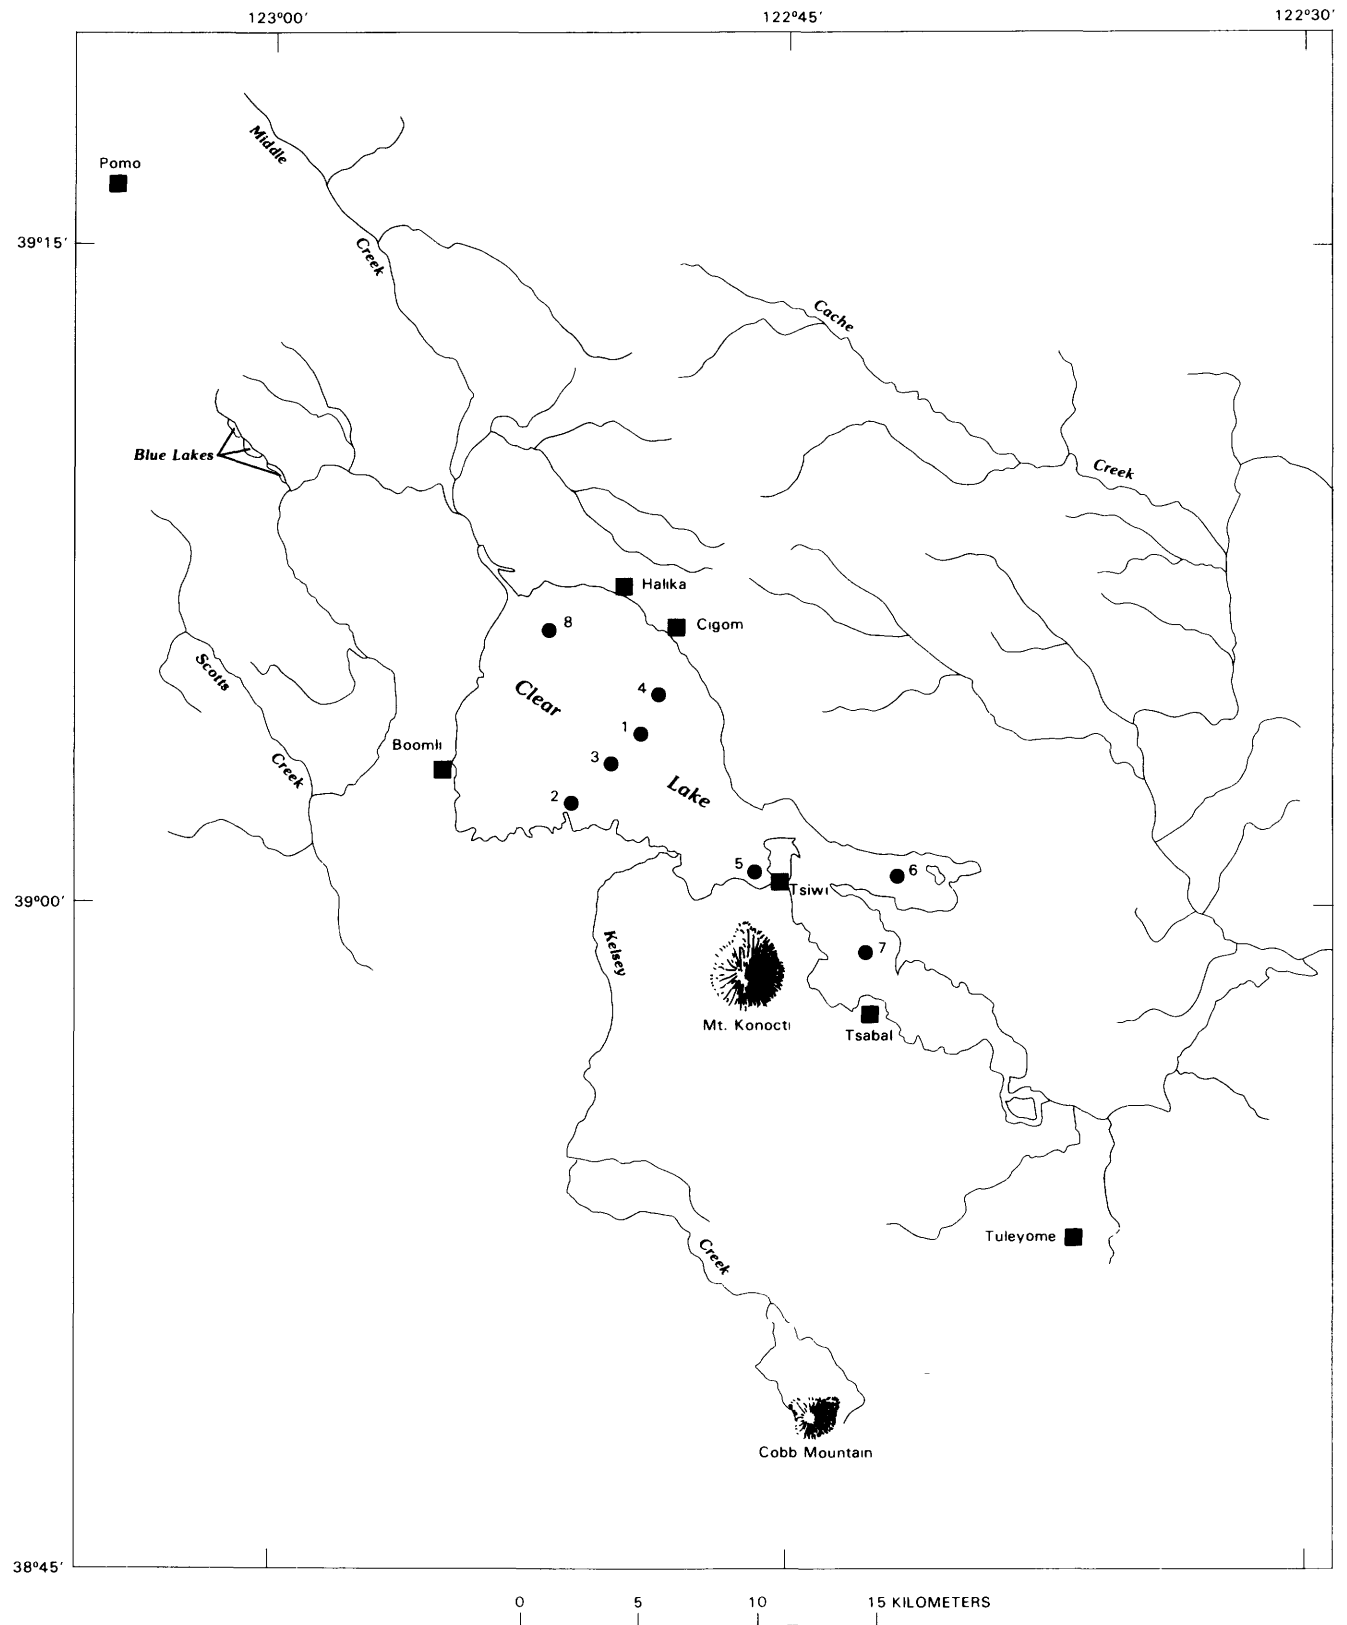 123°00'
122°45'
122°30'
Middle
Pomo
39°15'
Creek
Cache
Blue Lakes
Creek
Halika
8
Cigom
Scotts
Clear
4
1
Boomli
3
Creek
Lake
2
5
6
Tsiwi
39°00'
Kelsey
7
Mt. Konocti
Tsabal
Tuleyome
Creek
Cobb Mountain
38°45'
0 5 10 15 KILOMETERS